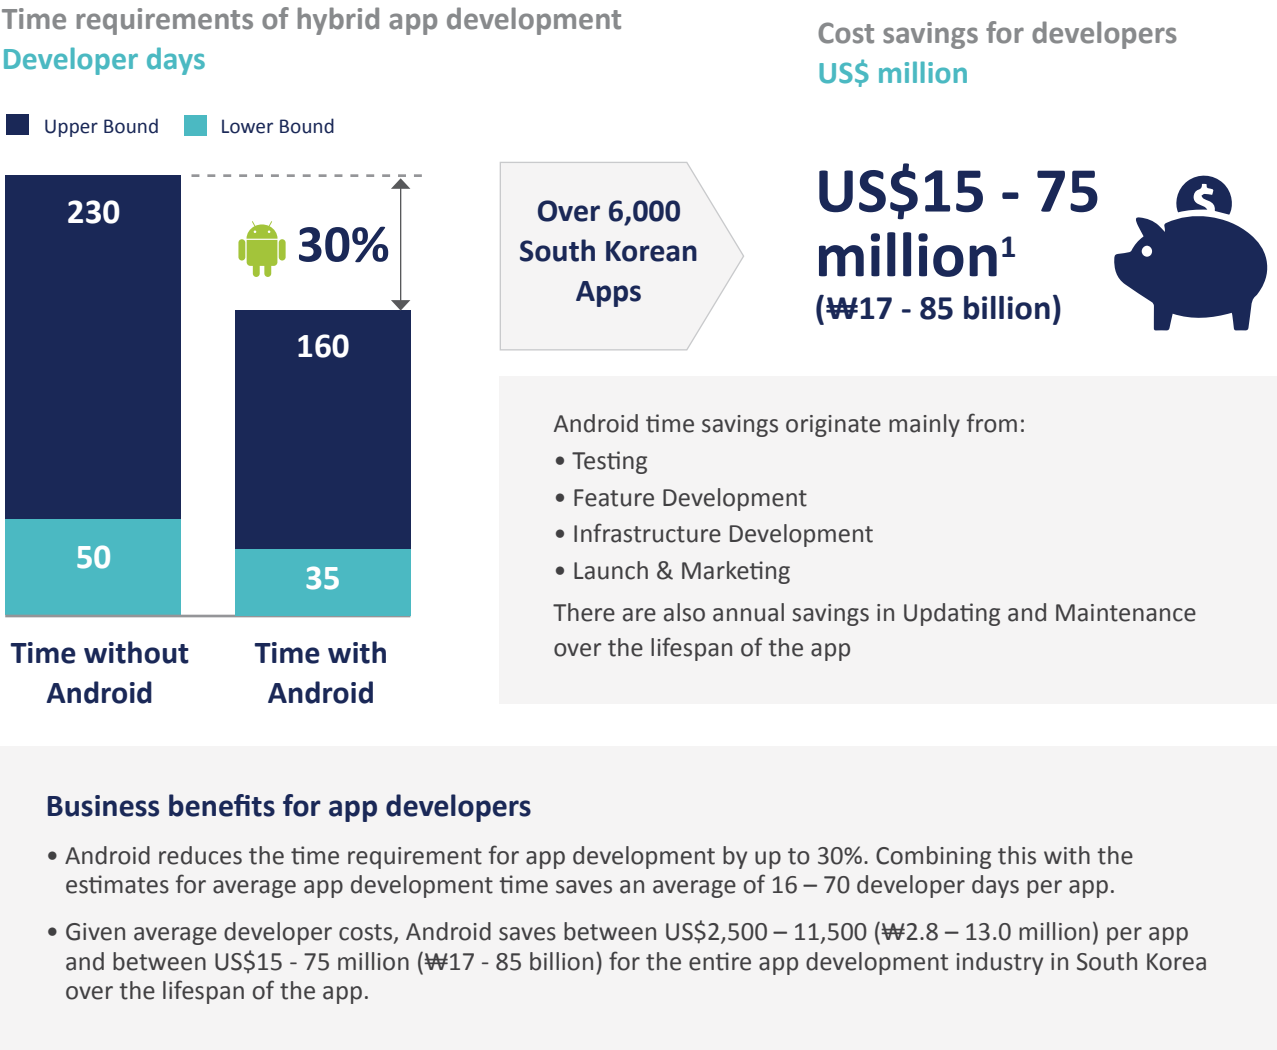 Time requirements of hybrid app development
Developer days
Upper Bound
Lower Bound
230
30%
160
50
35
Time without
Android
Time with
Android
Over 6,000
South Korean
Apps
Cost savings for developers
US$ million
US$15 - 75
million¹
(₩17 - 85 billion)
$
Android time savings originate mainly from:
• Testing
• Feature Development
• Infrastructure Development
• Launch & Marketing
There are also annual savings in Updating and Maintenance
over the lifespan of the app
Business benefits for app developers
• Android reduces the time requirement for app development by up to 30%. Combining this with the
estimates for average app development time saves an average of 16 – 70 developer days per app.
• Given average developer costs, Android saves between US$2,500 – 11,500 (₩2.8 – 13.0 million) per app
and between US$15 - 75 million (₩17 - 85 billion) for the entire app development industry in South Korea
over the lifespan of the app.